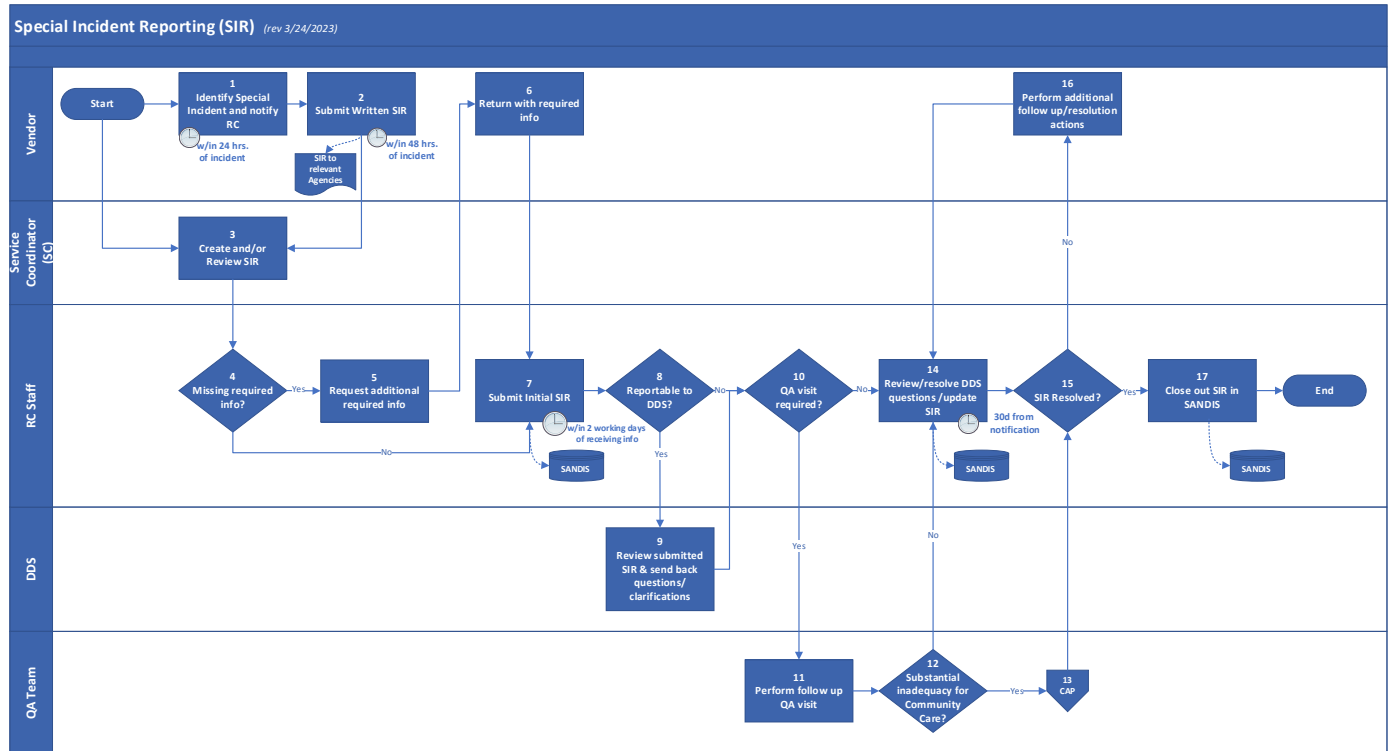 Special Incident Reporting (SIR) (rev 3/24/2023)
Vendor
Start
1
Identify Special
Incident and notify
RC
w/in 24 hrs.
of incident
2
Submit Written SIR
w/in 48 hrs.
of incident
SIR to
relevant
Agencies
6
Return with required
info
16
Perform additional
follow up/resolution
actions
Service
Coordinator
(SC)
3
Create and/or
Review SIR
No
RC Staff
4
Missing required
info?
Yes
5
Request additional
required info
No
7
Submit Initial SIR
w/in 2 working days
of receiving info
SANDIS
8
Reportable to
DDS?
No
Yes
10
QA visit
required?
No
14
Review/resolve DDS
questions /update
SIR
30d from
notification
SANDIS
15
SIR Resolved?
Yes
17
Close out SIR in
SANDIS
SANDIS
End
DDS
9
Review submitted
SIR & send back
questions/
clarifications
Yes
No
QA Team
11
Perform follow up
QA visit
12
Substantial
inadequacy for
Community
Care?
Yes
13
CAP